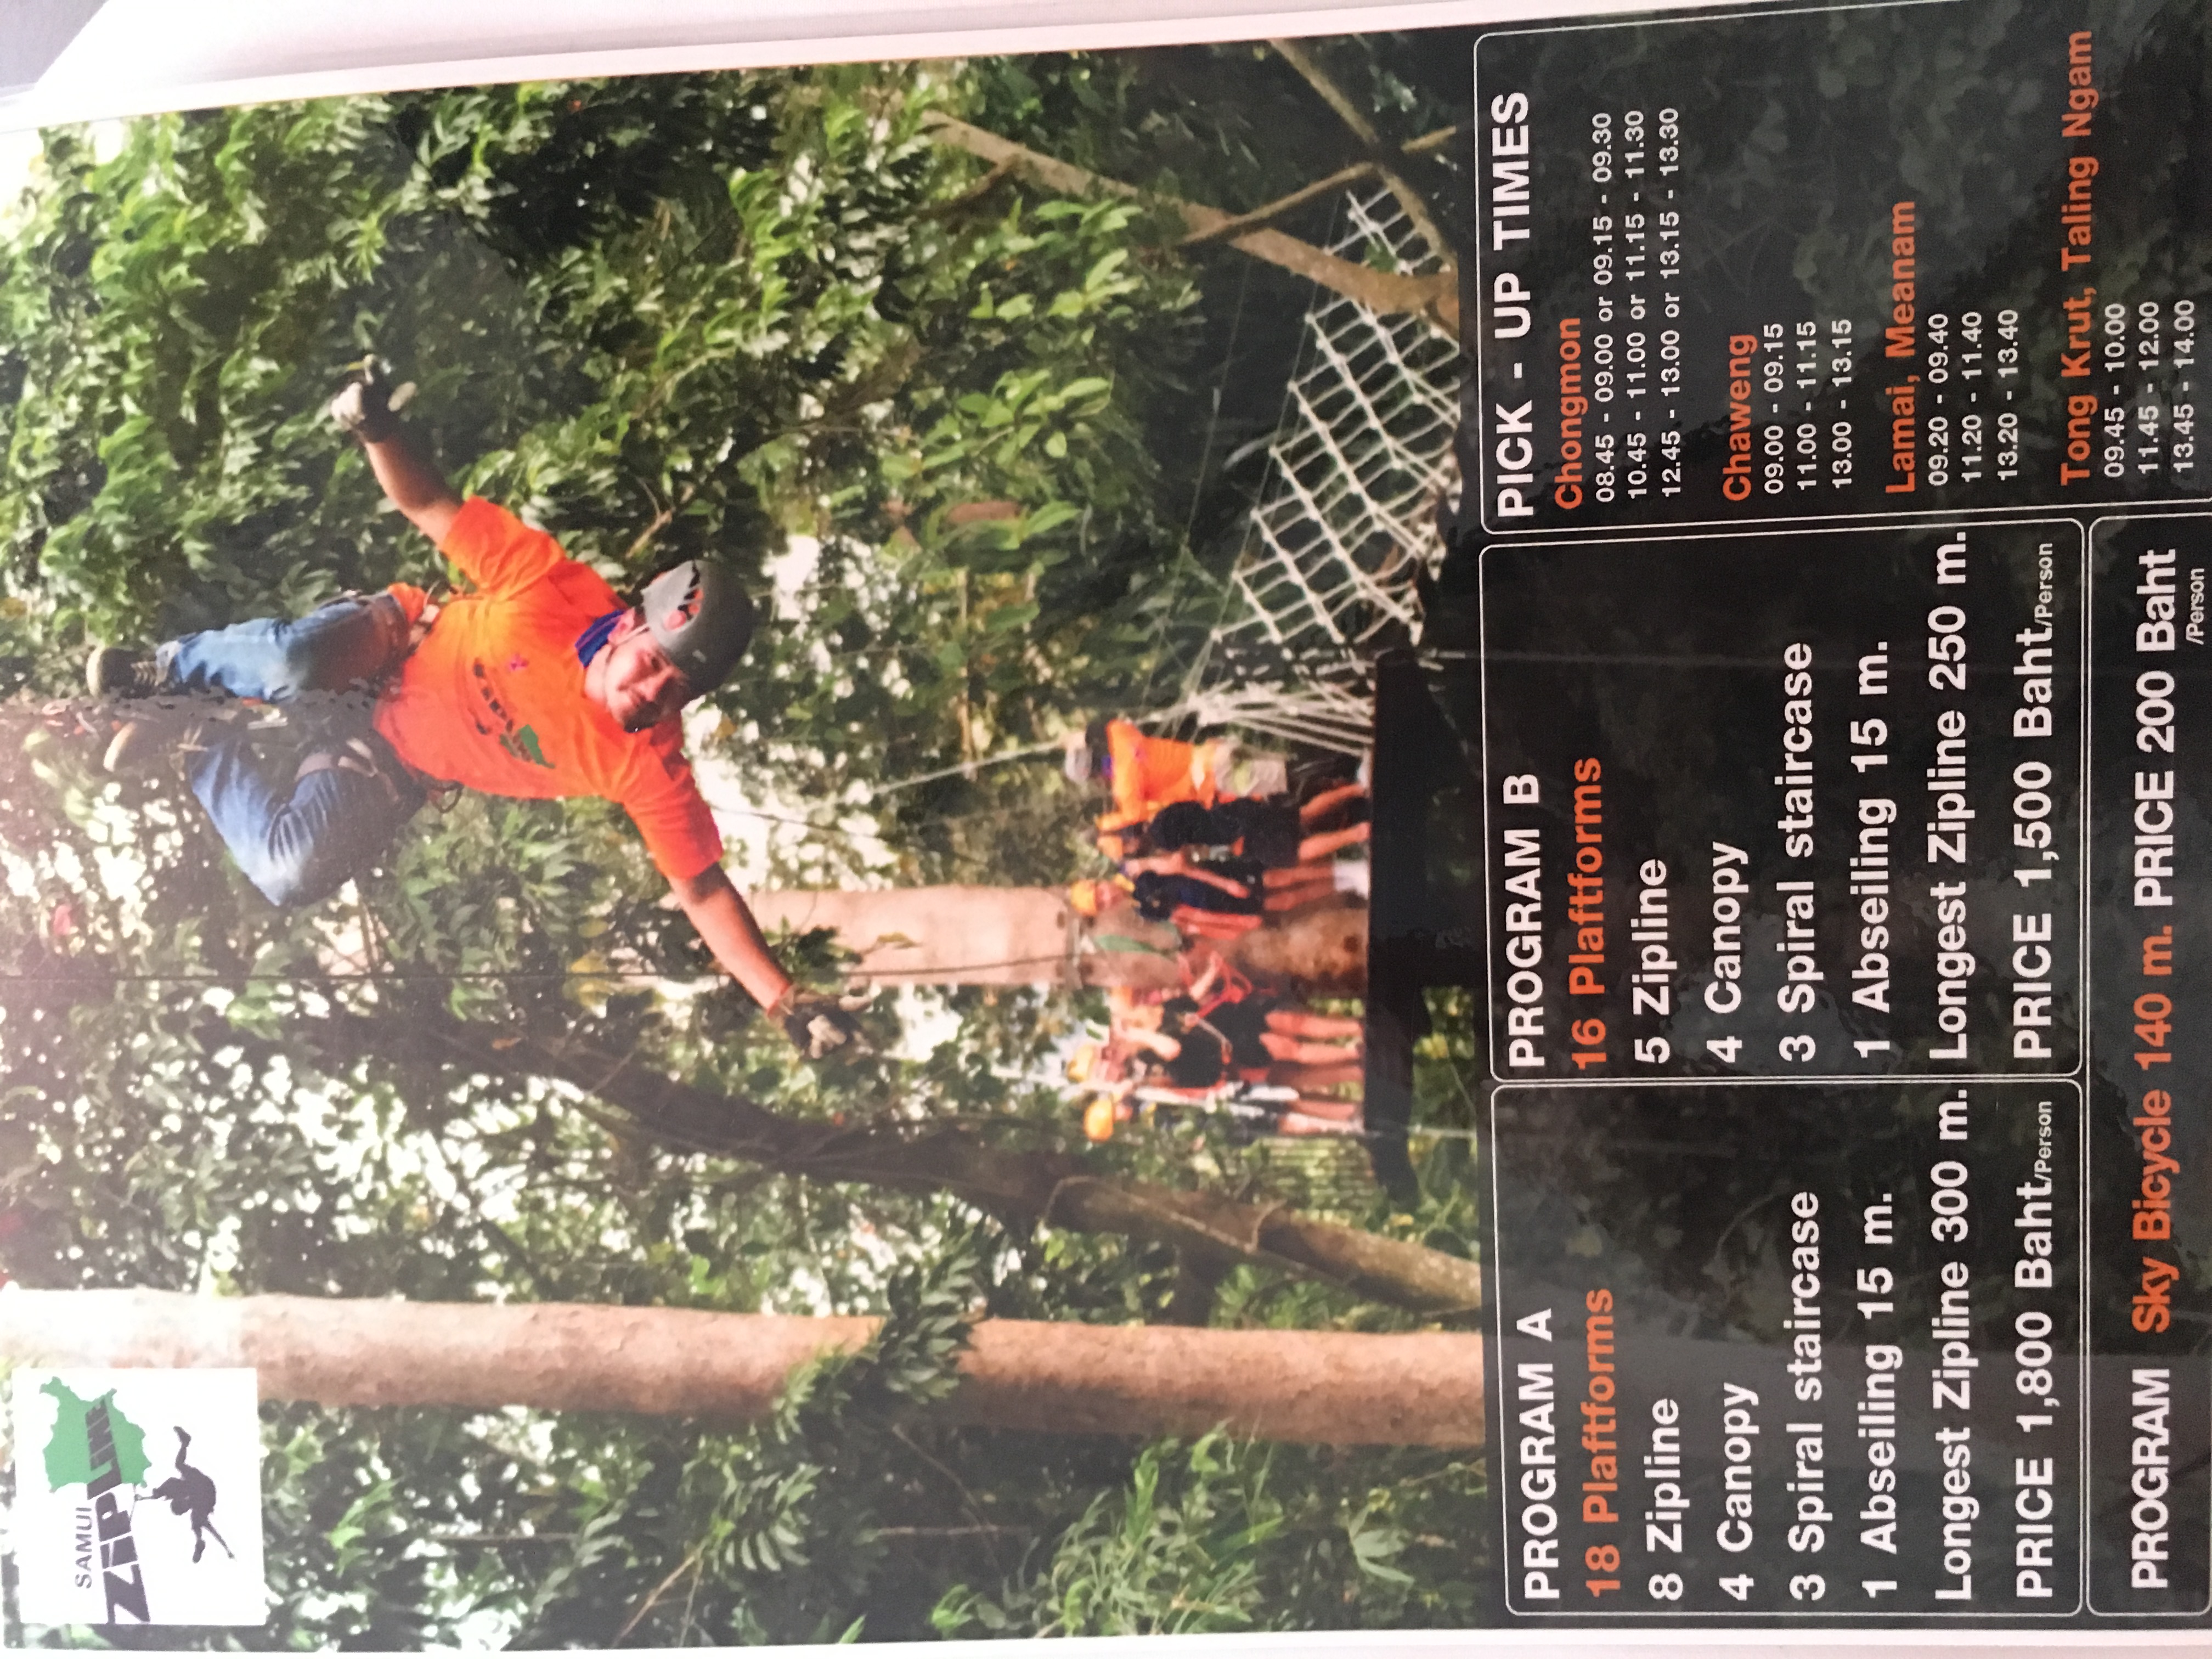 SAMUI
ZIPLINE
PROGRAM A
18 Plaftforms
8 Zipline
4 Canopy
3 Spiral staircase
1 Abseiling 15 m.
Longest Zipline 300 m.
PRICE 1,800 Baht/Person
PROGRAM B
16 Plaftforms
5 Zipline
4 Canopy
3 Spiral staircase
1 Abseiling 15 m.
Longest Zipline 250 m.
PRICE 1,500 Baht/Person
PROGRAM Sky Bicycle 140 m. PRICE 200 Baht
/Person
PICK - UP TIMES
Chongmon
08.45 - 09.00 or 09.15 - 09.30
10.45 - 11.00 or 11.15 - 11.30
12.45 - 13.00 or 13.15 - 13.30
Chaweng
09.00 - 09.15
11.00 - 11.15
13.00 - 13.15
Lamai, Meanam
09.20 - 09.40
11.20 - 11.40
13.20 - 13.40
Tong Krut, Taling Ngam
09.45 - 10.00
11.45 - 12.00
13.45 - 14.00